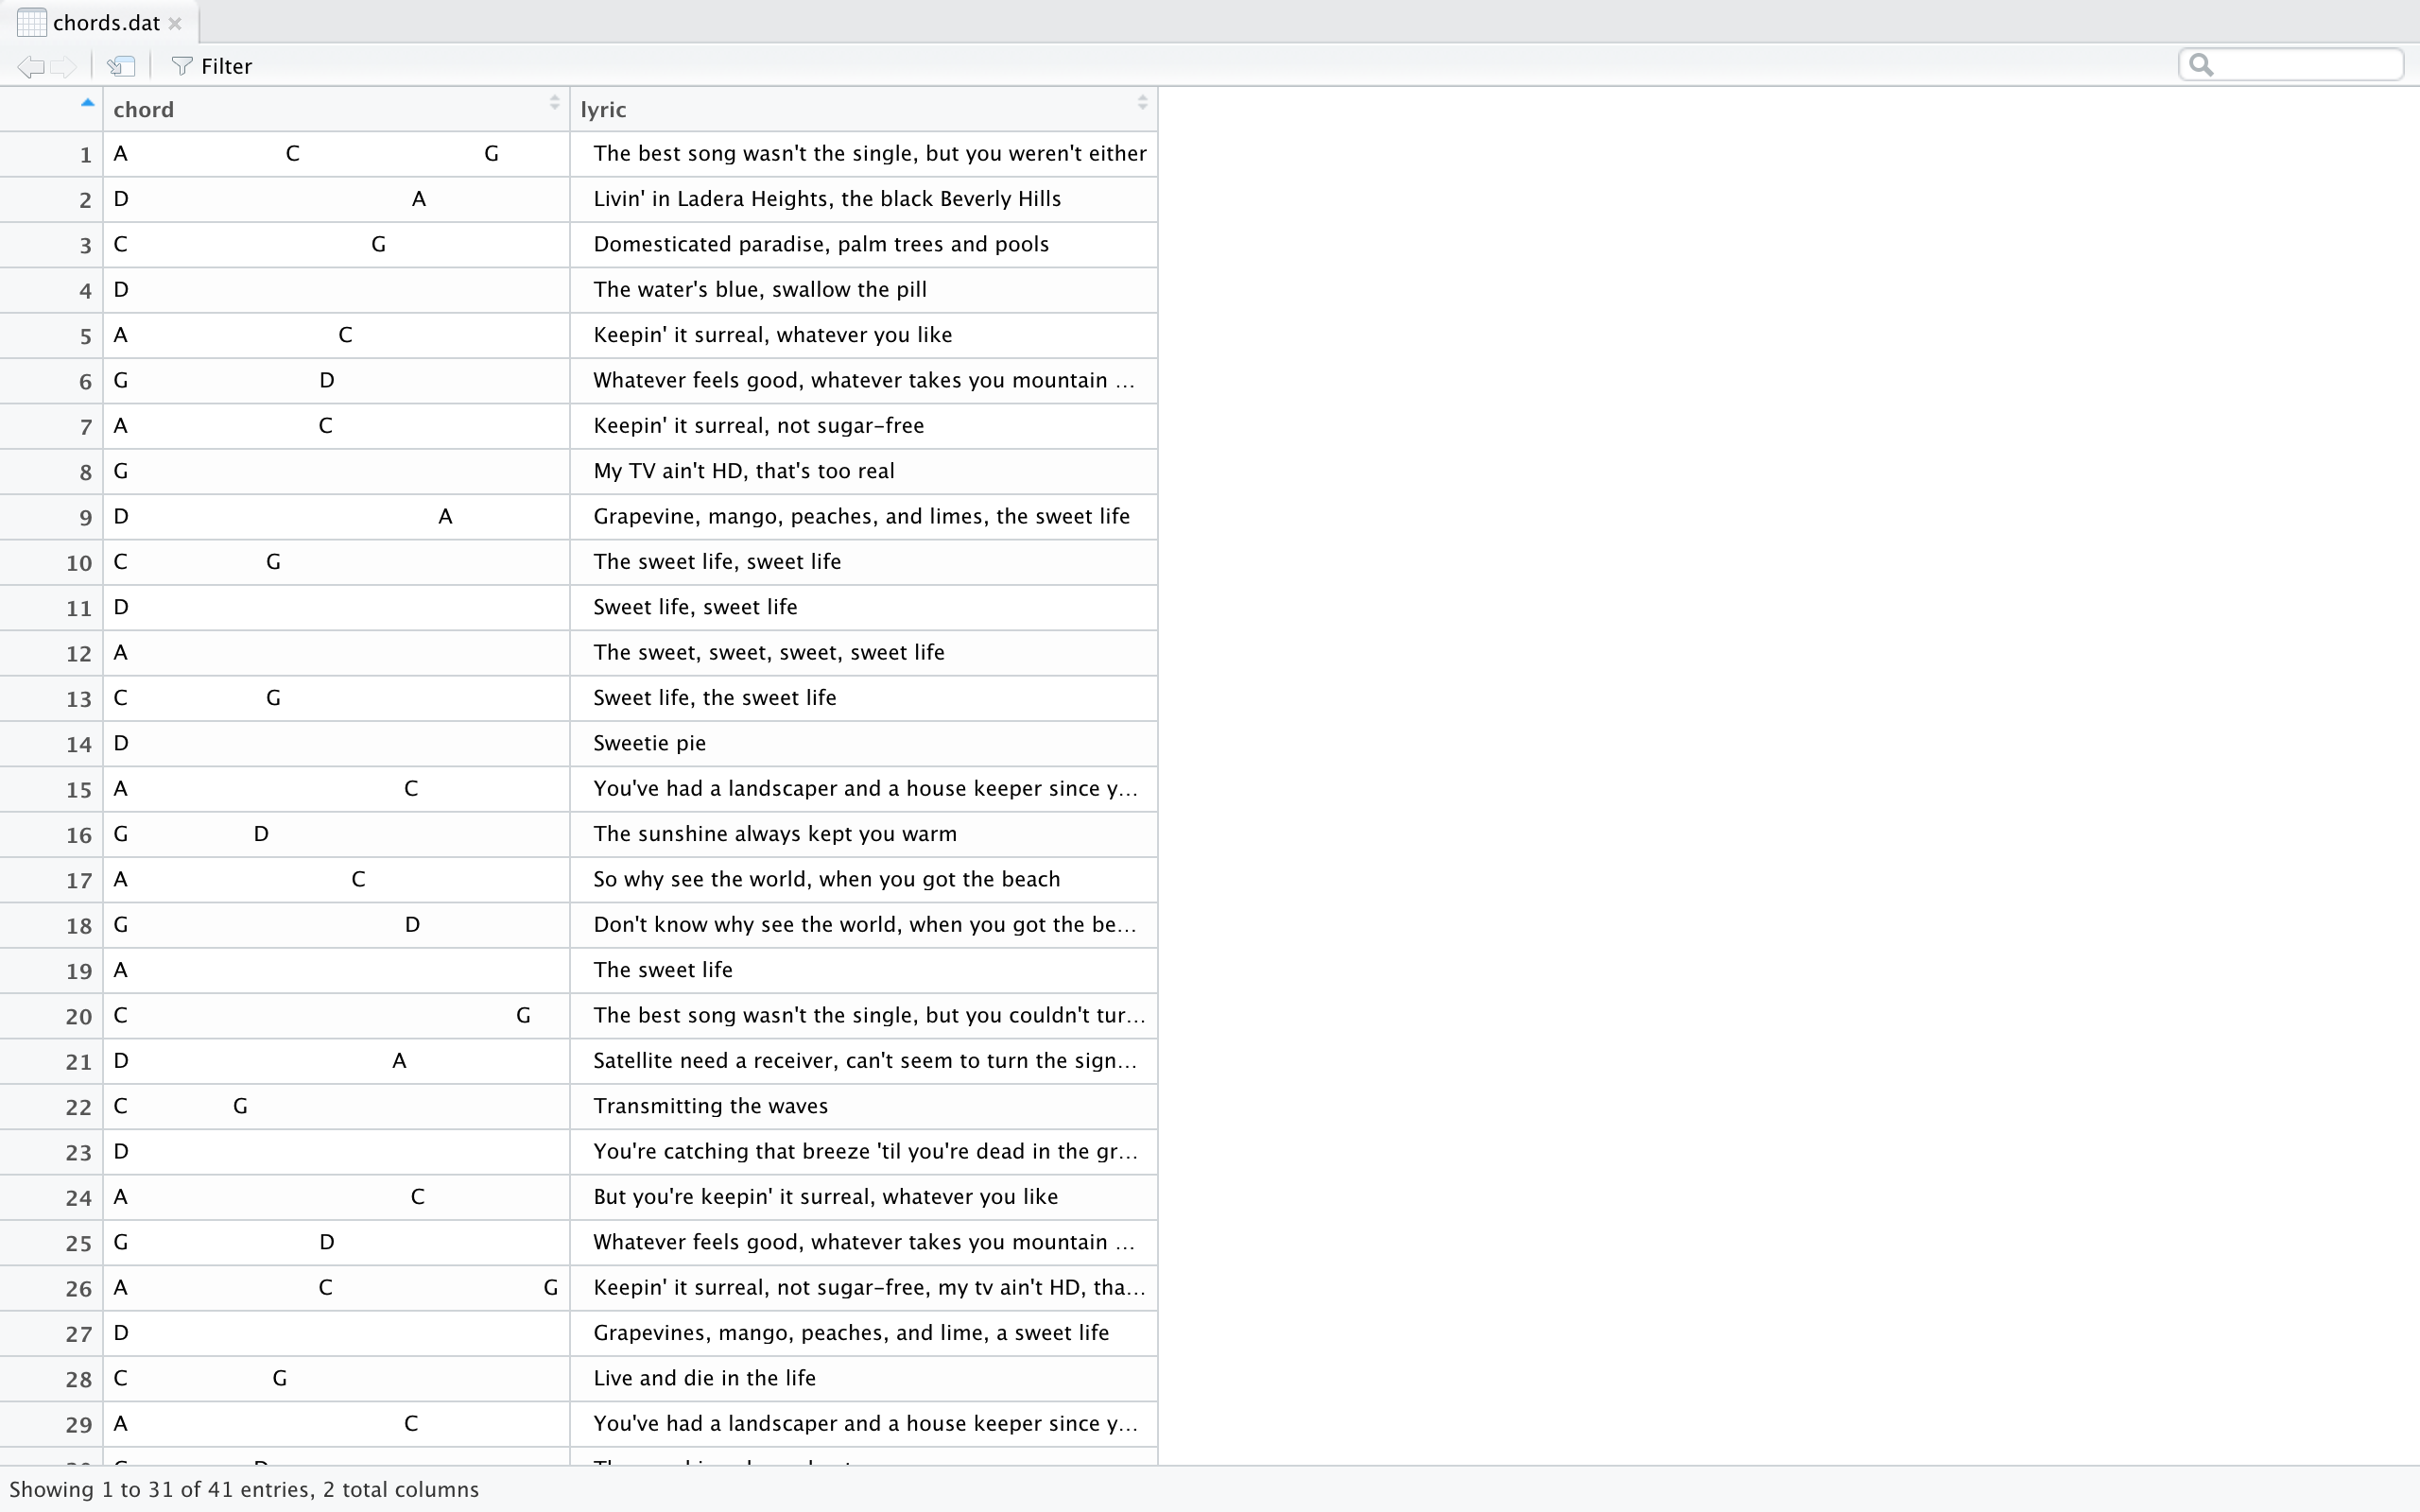 chords.dat
Filter
chord lyric
1 A C G The best song wasn't the single, but you weren't either
2 D A Livin' in Ladera Heights, the black Beverly Hills
3 C G Domesticated paradise, palm trees and pools
4 D The water's blue, swallow the pill
5 A C Keepin' it surreal, whatever you like
6 G D Whatever feels good, whatever takes you mountain …
7 A C Keepin' it surreal, not sugar-free
8 G My TV ain't HD, that's too real
9 D A Grapevine, mango, peaches, and limes, the sweet life
10 C G The sweet life, sweet life
11 D Sweet life, sweet life
12 A The sweet, sweet, sweet, sweet life
13 C G Sweet life, the sweet life
14 D Sweetie pie
15 A C You've had a landscaper and a house keeper since y…
16 G D The sunshine always kept you warm
17 A C So why see the world, when you got the beach
18 G D Don't know why see the world, when you got the be…
19 A The sweet life
20 C G The best song wasn't the single, but you couldn't tur…
21 D A Satellite need a receiver, can't seem to turn the sign…
22 C G Transmitting the waves
23 D You're catching that breeze 'til you're dead in the gr…
24 A C But you're keepin' it surreal, whatever you like
25 G D Whatever feels good, whatever takes you mountain …
26 A C G Keepin' it surreal, not sugar-free, my tv ain't HD, tha…
27 D Grapevines, mango, peaches, and lime, a sweet life
28 C G Live and die in the life
29 A C You've had a landscaper and a house keeper since y…
Showing 1 to 31 of 41 entries, 2 total columns